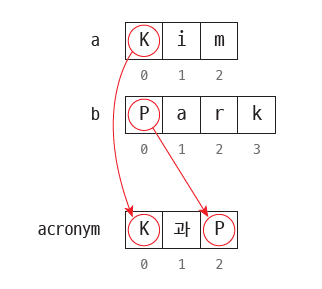 a K i m
0 1 2
b P a r k
0 1 2 3
acronym K 과 P
0 1 2